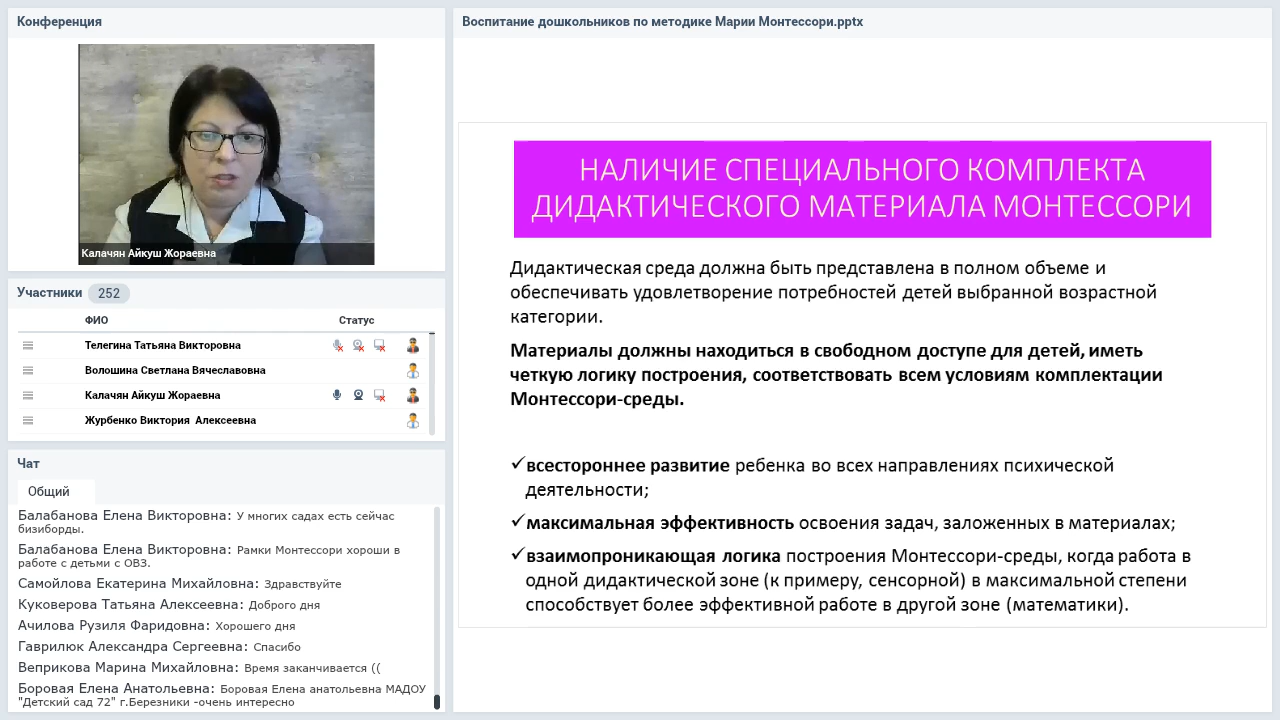 Конференция
Калачян Айкуш Жораевна
Участники 252
ФИО Статус
Телегина Татьяна Викторовна
Волошина Светлана Вячеславовна
Калачян Айкуш Жораевна
Журбенко Виктория Алексеевна
Чат
Общий
Балабанова Елена Викторовна: У многих садах есть сейчас
бизиборды.
Балабанова Елена Викторовна: Рамки Монтессори хороши в
работе с детьми с ОВЗ.
Самойлова Екатерина Михайловна: Здравствуйте
Куковерова Татьяна Алексеевна: Доброго дня
Ачилова Рузиля Фаридовна: Хорошего дня
Гаврилюк Александра Сергеевна: Спасибо
Веприкова Марина Михайловна: Время заканчивается ((
Боровая Елена Анатольевна: Боровая Елена анатольевна МАДОУ
"Детский сад 72" г.Березники -очень интересно
Воспитание дошкольников по методике Марии Монтессори.pptx
НАЛИЧИЕ СПЕЦИАЛЬНОГО КОМПЛЕКТА
ДИДАКТИЧЕСКОГО МАТЕРИАЛА МОНТЕССОРИ
Дидактическая среда должна быть представлена в полном объеме и
обеспечивать удовлетворение потребностей детей выбранной возрастной
категории.
Материалы должны находиться в свободном доступе для детей, иметь
четкую логику построения, соответствовать всем условиям комплектации
Монтессори-среды.
✓всестороннее развитие ребенка во всех направлениях психической
деятельности;
✓максимальная эффективность освоения задач, заложенных в материалах;
✓взаимопроникающая логика построения Монтессори-среды, когда работа в
одной дидактической зоне (к примеру, сенсорной) в максимальной степени
способствует более эффективной работе в другой зоне (математики).